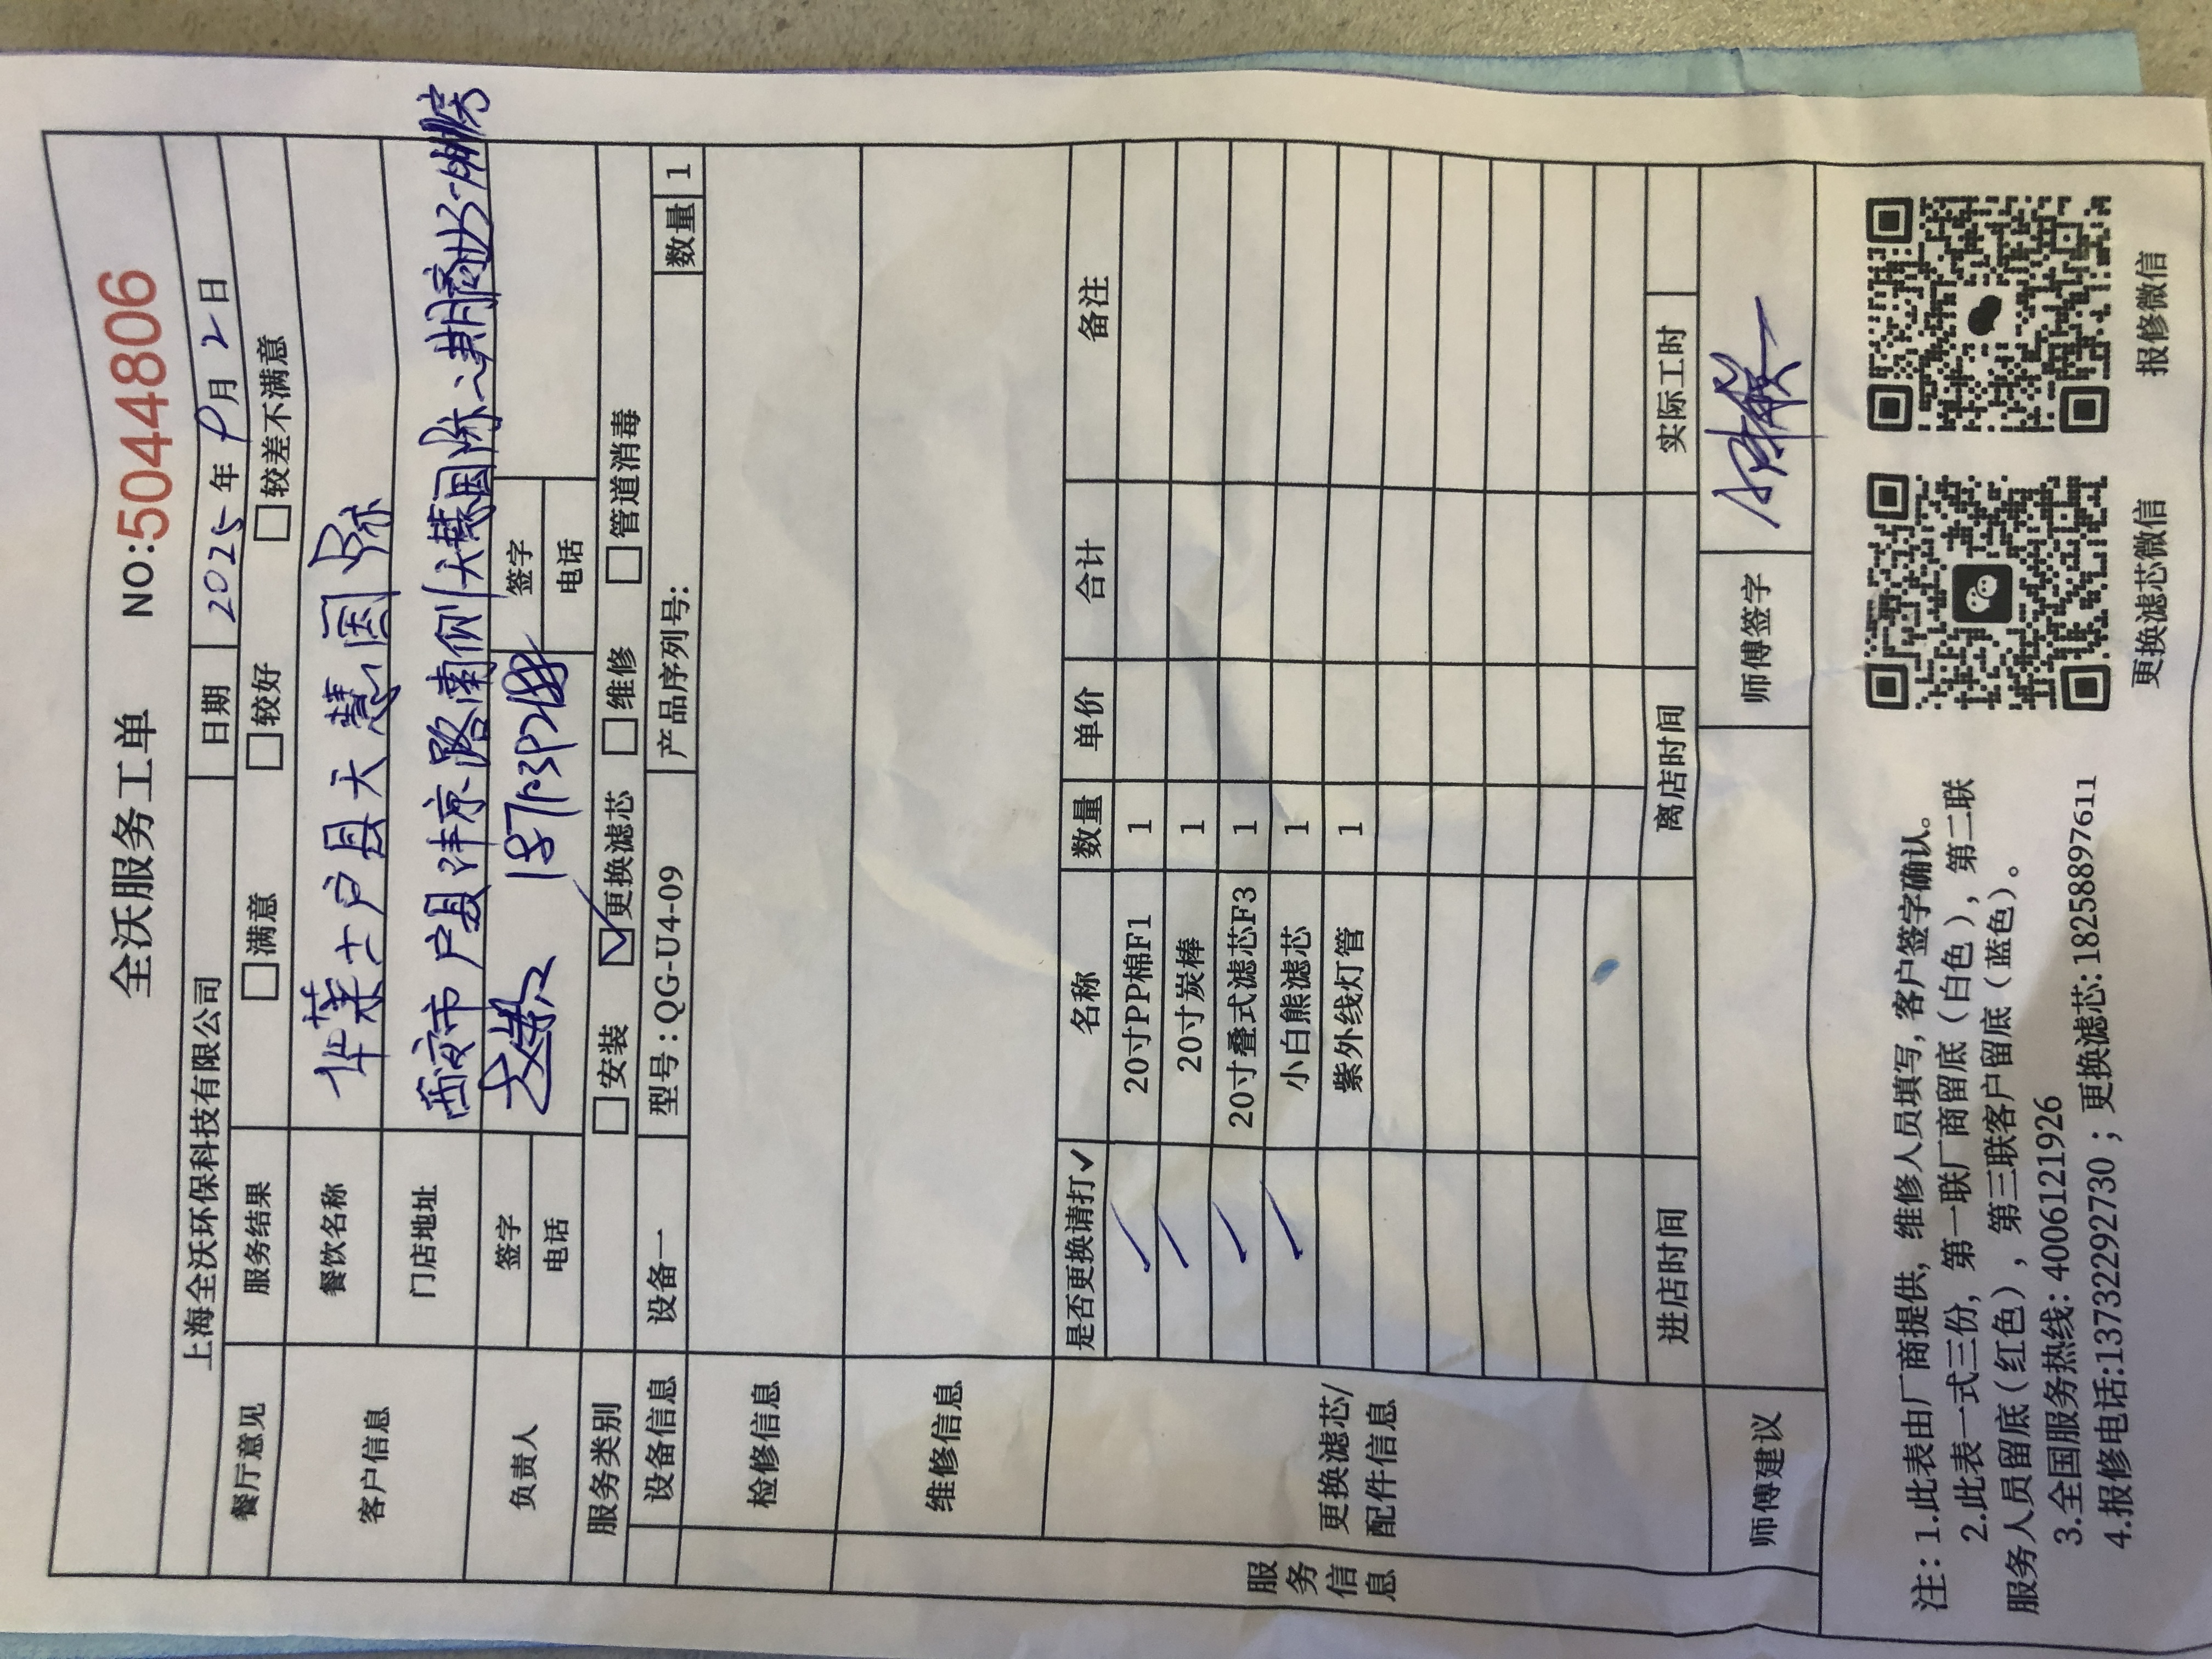 全沃服务工单 NO:5044806
上海全沃环保科技有限公司 日期 2025年9月2日
餐厅意见 服务结果 □满意 □较好 □较差不满意
客户信息 餐饮名称 华莱士户县天慧国际
门店地址 西安市户县沣京路南侧天慧国际二期商业
负责人 签字 签字
电话 电话
服务类别 □安装 ☑更换滤芯 □维修 □管道消毒
设备信息 设备一 型号:QG-U4-09 产品序列号: 数量 1
检修信息
维修信息
服务信息
更换滤芯/配件信息
是否更换请打✓ 名称 数量 单价 合计 备注
✓ 20寸PP棉F1 1
✓ 20寸炭棒 1
✓ 20寸叠式滤芯F3 1
✓ 小白熊滤芯 1
紫外线灯管 1
进店时间 离店时间 实际工时
师傅建议 师傅签字
注:1.此表由厂商提供,维修人员填写,客户签字确认。
2.此表一式三份,第一联厂商留底(白色),第二联
服务人员留底(红色),第三联客户留底(蓝色)。
3.全国服务热线:4006121926
4.报修电话:13732292730;更换滤芯:18258897611
更换滤芯微信 报修微信